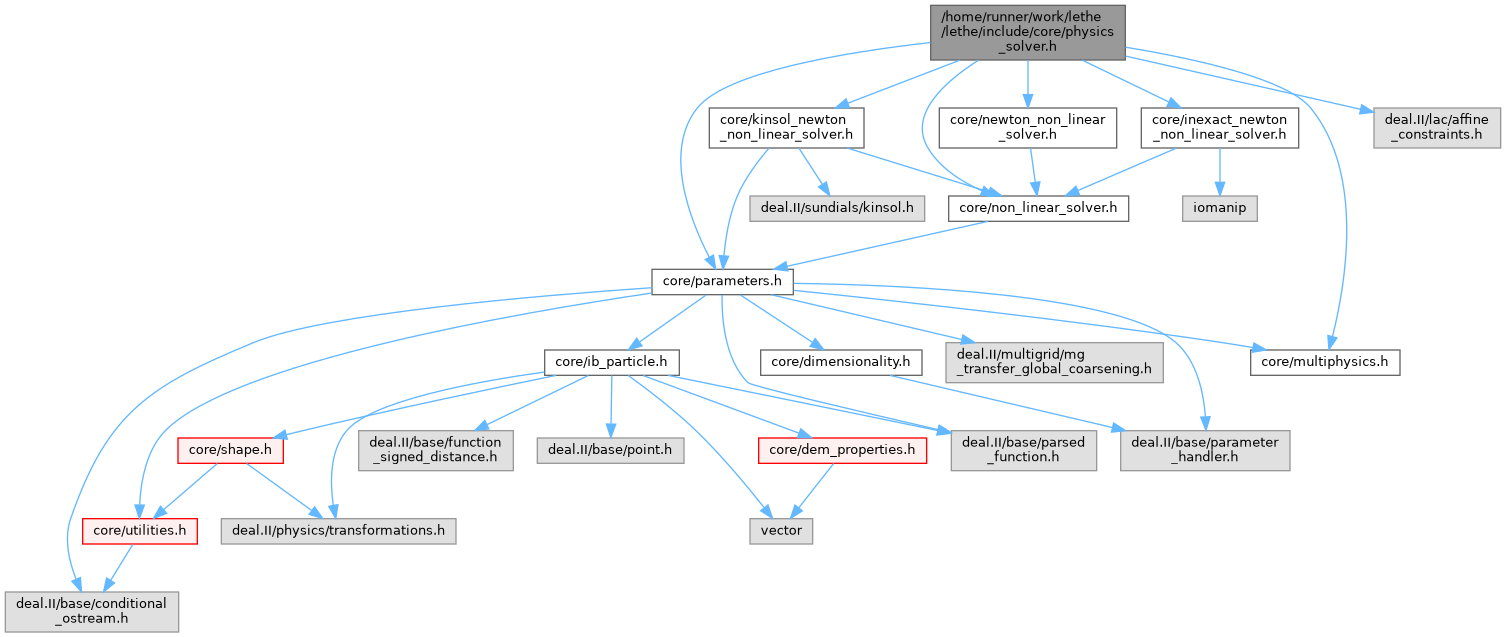 /home/runner/work/lethe
/lethe/include/core/physics
_solver.h
core/kinsol_newton
_non_linear_solver.h
core/newton_non_linear
_solver.h
core/inexact_newton
_non_linear_solver.h
deal.II/lac/affine
_constraints.h
deal.II/sundials/kinsol.h
core/non_linear_solver.h
iomanip
core/parameters.h
core/ib_particle.h
core/dimensionality.h
deal.II/multigrid/mg
_transfer_global_coarsening.h
core/multiphysics.h
core/shape.h
deal.II/base/function
_signed_distance.h
deal.II/base/point.h
core/dem_properties.h
deal.II/base/parsed
_function.h
deal.II/base/parameter
_handler.h
core/utilities.h
deal.II/physics/transformations.h
vector
deal.II/base/conditional
_ostream.h